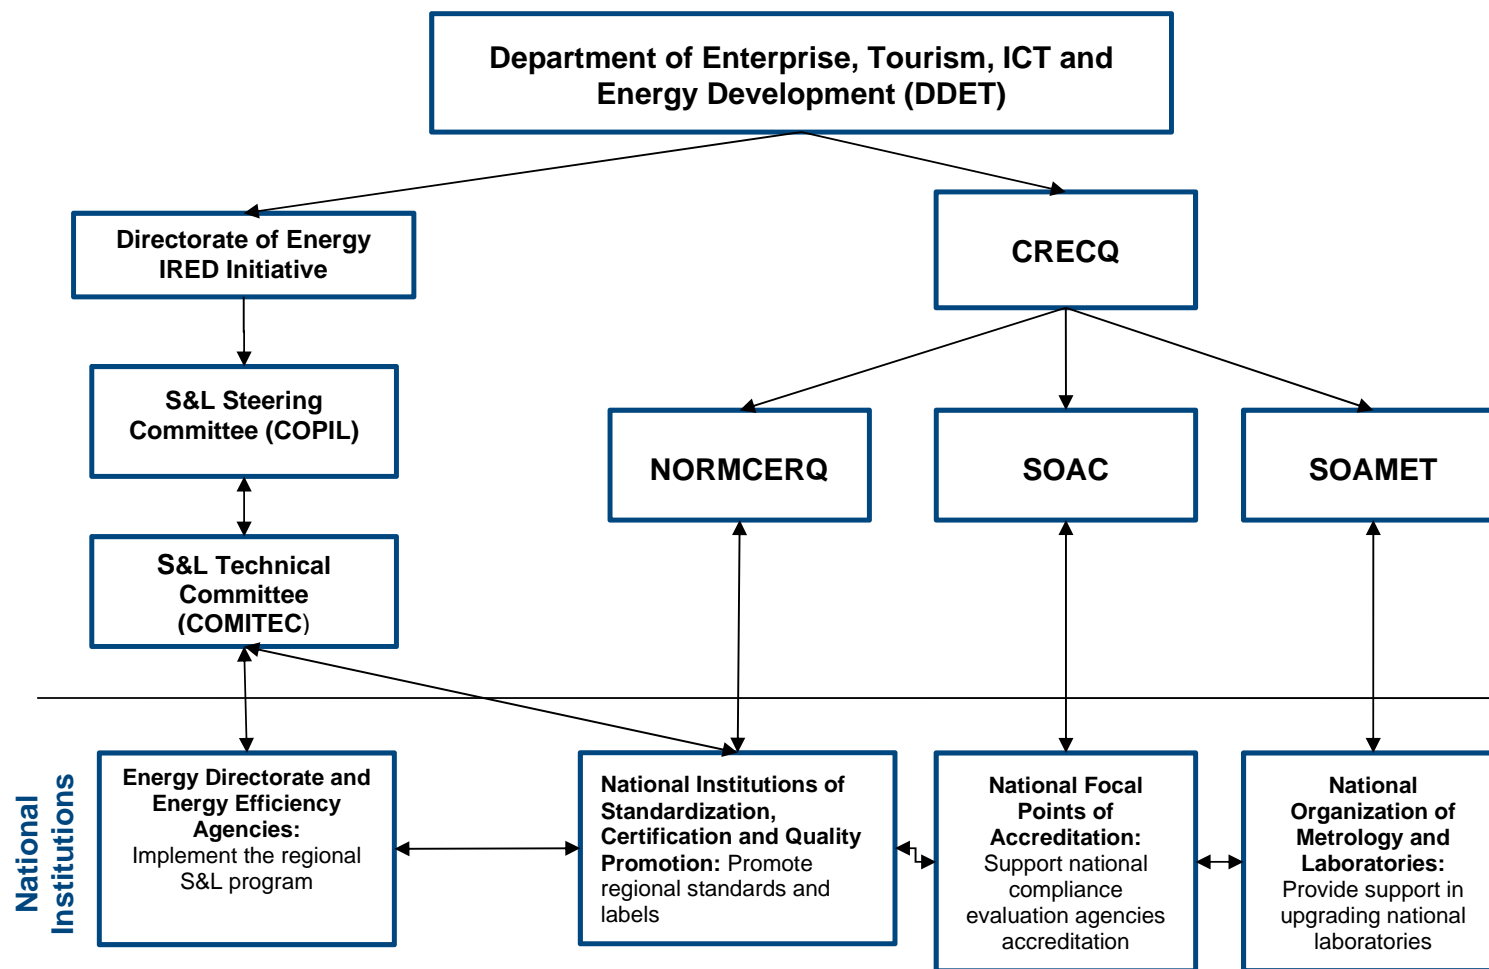 Department of Enterprise, Tourism, ICT and
Energy Development (DDET)
Directorate of Energy
IRED Initiative
CRECQ
S&L Steering
Committee (COPIL)
NORMCERQ
SOAC
SOAMET
S&L Technical
Committee
(COMITEC)
National
Institutions
Energy Directorate and
Energy Efficiency
Agencies:
Implement the regional
S&L program
National Institutions of
Standardization,
Certification and Quality
Promotion: Promote
regional standards and
labels
National Focal
Points of
Accreditation:
Support national
compliance
evaluation agencies
accreditation
National
Organization of
Metrology and
Laboratories:
Provide support in
upgrading national
laboratories